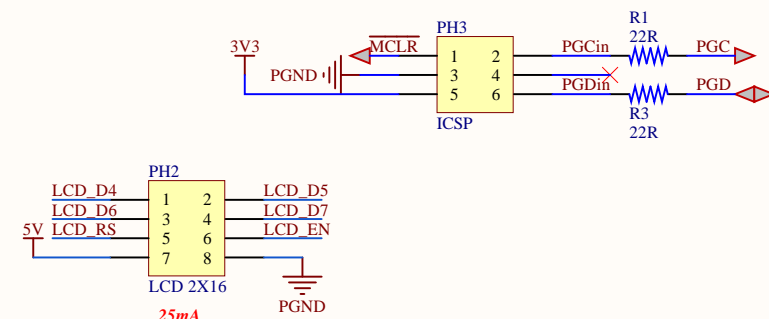 R1
PH3
22R
3V3
MCLR
1 2
PGCin
PGC
PGND
3 4
PGDin
PGD
5 6
R3
ICSP
22R
PH2
LCD_D4
1 2
LCD_D5
LCD_D6
3 4
LCD_D7
5V
LCD_RS
5 6
LCD_EN
7 8
LCD 2X16
PGND
25mA